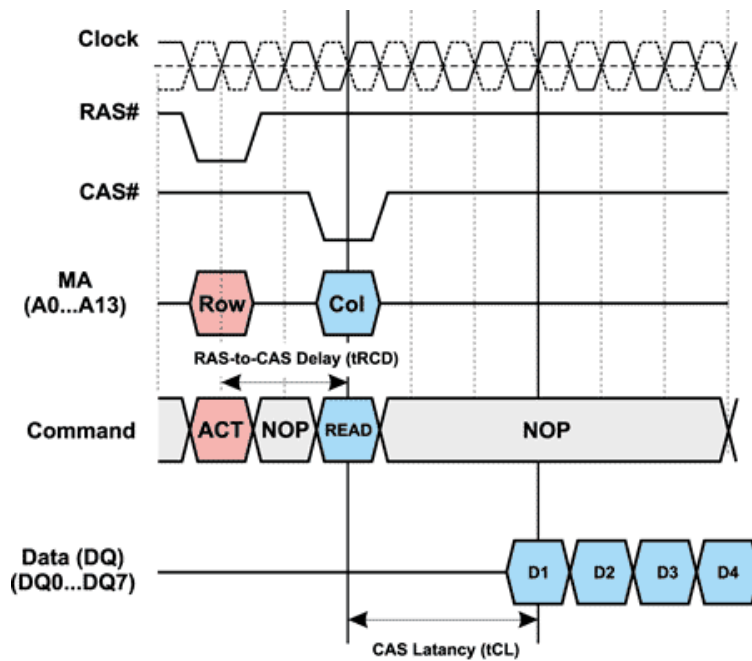 Clock
RAS#
CAS#
MA
(A0...A13)
Row
Col
RAS-to-CAS Delay (tRCD)
Command
ACT
NOP
READ
NOP
Data (DQ)
(DQ0...DQ7)
D1
D2
D3
D4
CAS Latancy (tCL)